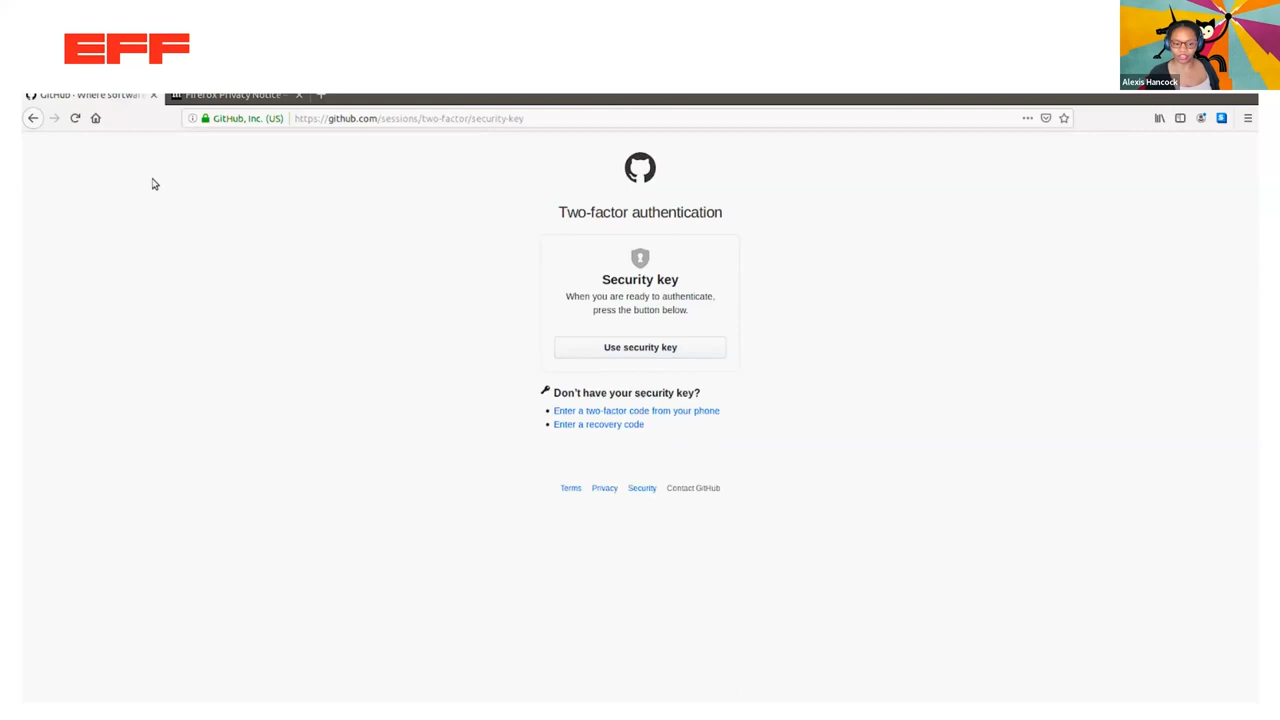 EFF
Alexis Hancock
GitHub · Where softwar
Firefox Privacy Notice —
GitHub, Inc. (US)
https://github.com/sessions/two-factor/security-key
Two-factor authentication
Security key
When you are ready to authenticate,
press the button below.
Use security key
Don't have your security key?
Enter a two-factor code from your phone
Enter a recovery code
Terms Privacy Security Contact GitHub